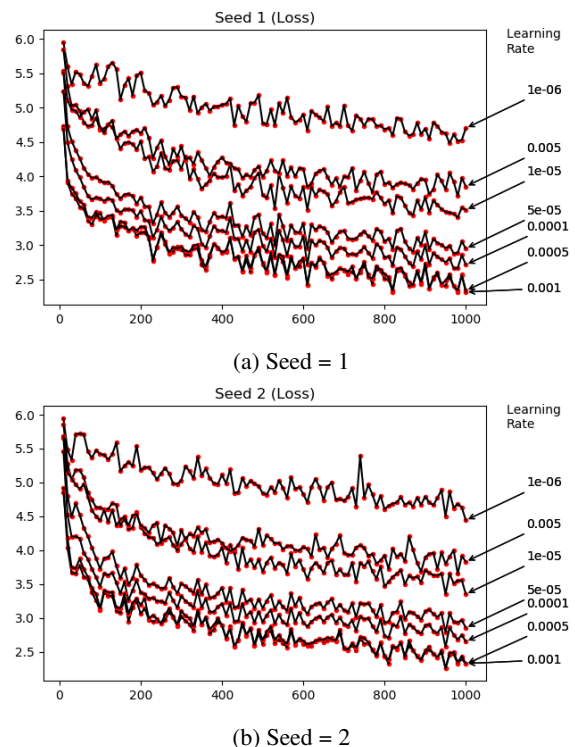 Seed 1 (Loss)
6.0
5.5
5.0
4.5
4.0
3.5
3.0
2.5
0
200
400
600
800
1000
Learning
Rate
1e-06
0.005
1e-05
5e-05
0.0001
0.0005
0.001
(a) Seed = 1
Seed 2 (Loss)
6.0
5.5
5.0
4.5
4.0
3.5
3.0
2.5
0
200
400
600
800
1000
Learning
Rate
1e-06
0.005
1e-05
5e-05
0.0001
0.0005
0.001
(b) Seed = 2